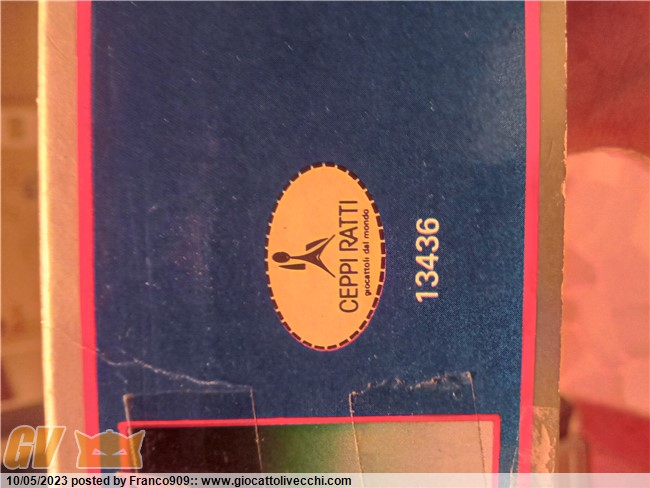 CEPPI RATTI
giocattoli dal mondo
13436
GV
10/05/2023 posted by Franco909:: www.giocattolivecchi.com